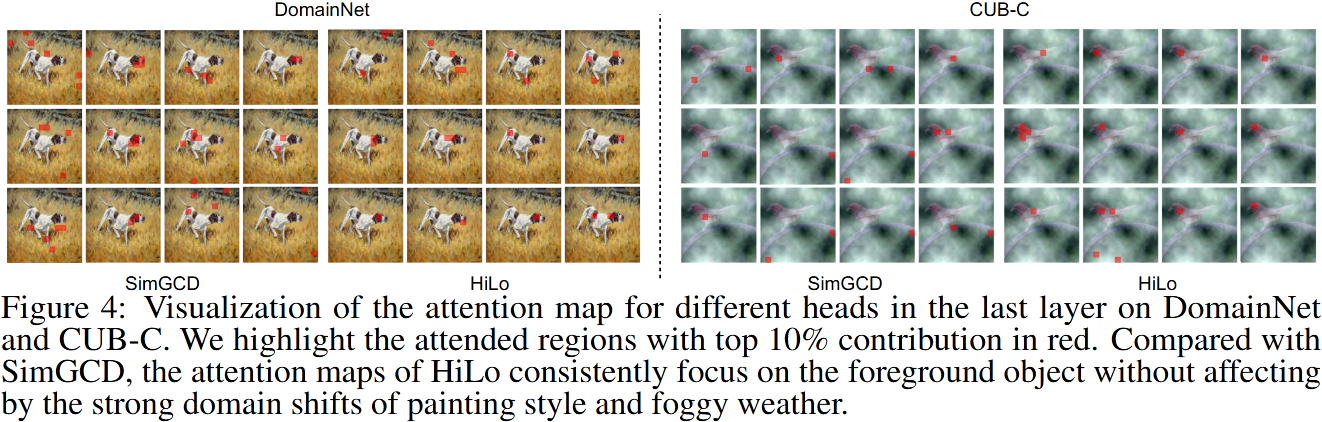 DomainNet
CUB-C
SimGCD
HiLo
SimGCD
HiLo
Figure 4: Visualization of the attention map for different heads in the last layer on DomainNet
and CUB-C. We highlight the attended regions with top 10% contribution in red. Compared with
SimGCD, the attention maps of HiLo consistently focus on the foreground object without affecting
by the strong domain shifts of painting style and foggy weather.